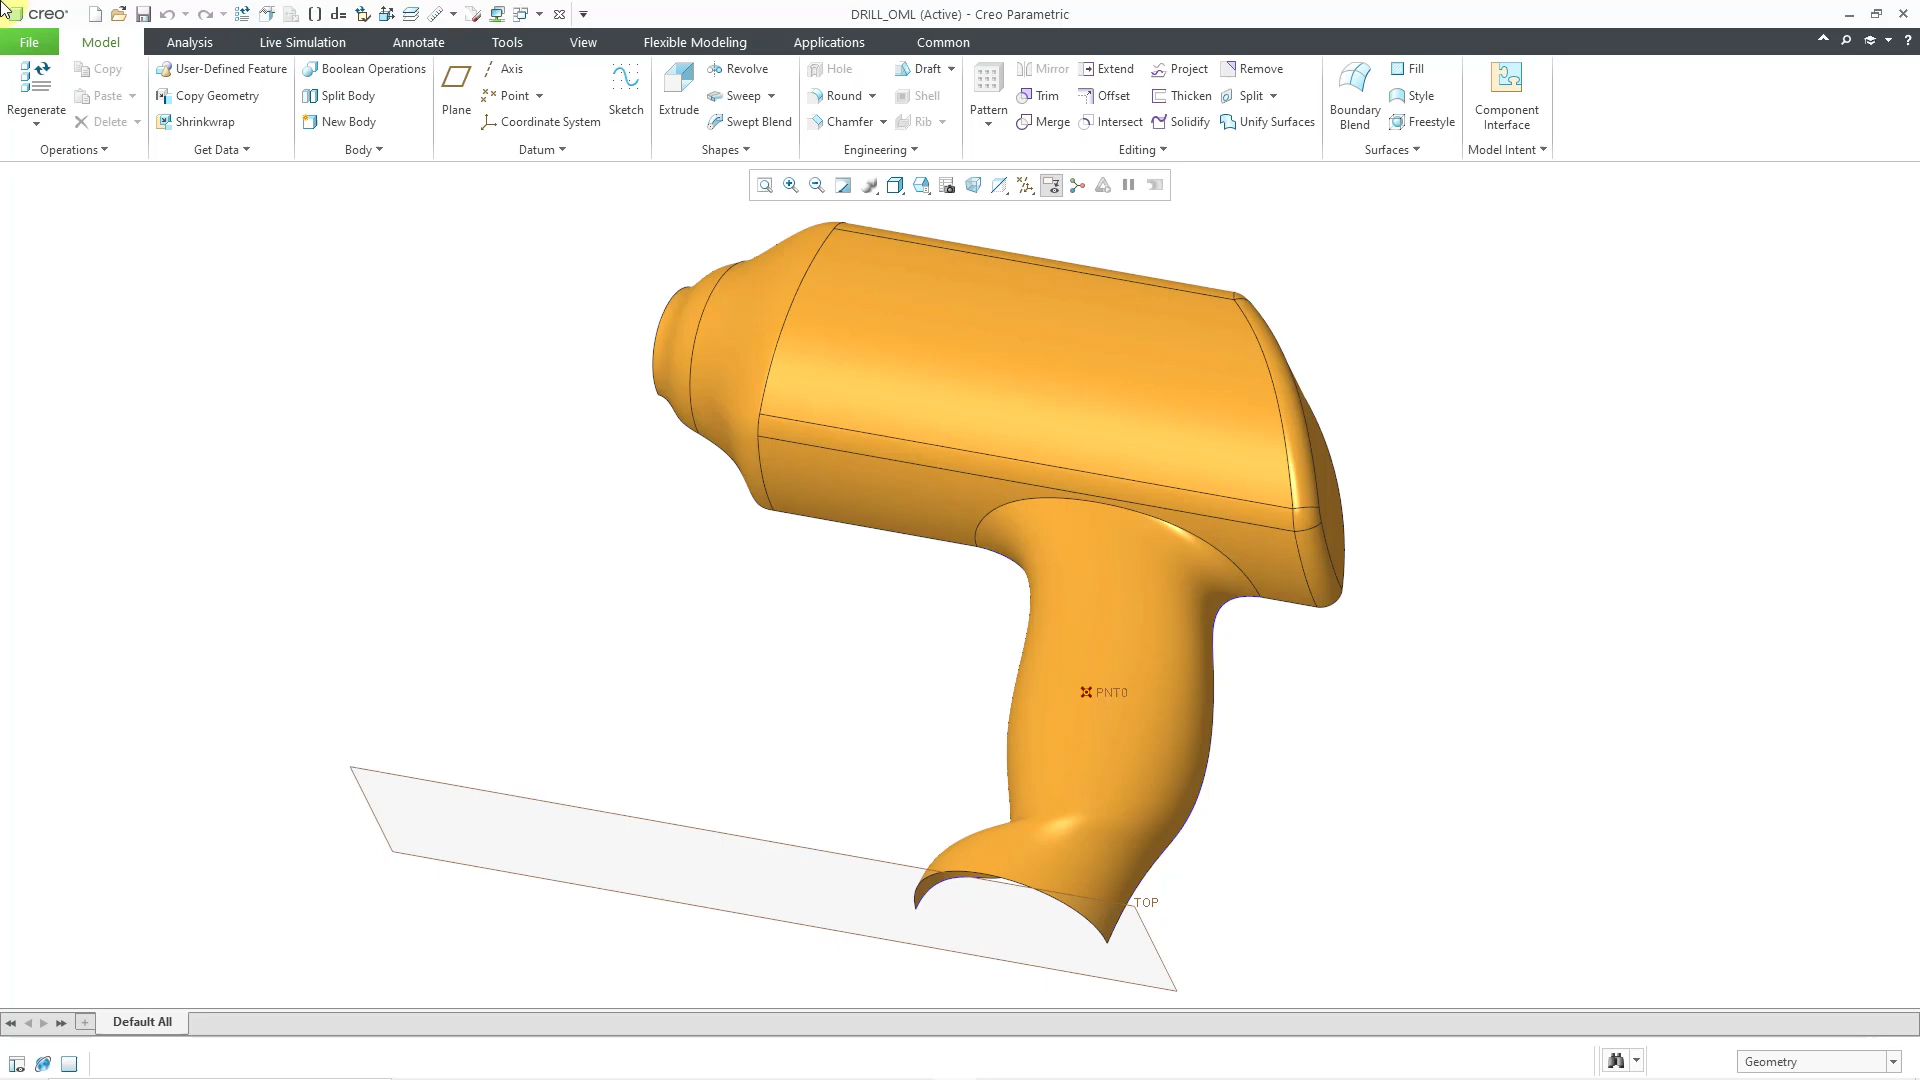 creo®
DRILL_OML (Active) - Creo Parametric
File Model Analysis Live Simulation Annotate Tools View Flexible Modeling Applications Common
Regenerate
Copy
Paste
Delete
Operations
User-Defined Feature
Copy Geometry
Shrinkwrap
Get Data
Boolean Operations
Split Body
New Body
Body
Plane
Axis
Point
Coordinate System
Sketch
Datum
Extrude
Revolve
Sweep
Swept Blend
Shapes
Hole
Round
Chamfer
Draft
Shell
Rib
Engineering
Pattern
Mirror
Trim
Merge
Extend
Offset
Intersect
Project
Thicken
Solidify
Remove
Split
Unify Surfaces
Editing
Boundary
Blend
Fill
Style
Freestyle
Surfaces
Component
Interface
Model Intent
PNT0
TOP
Default All
Geometry